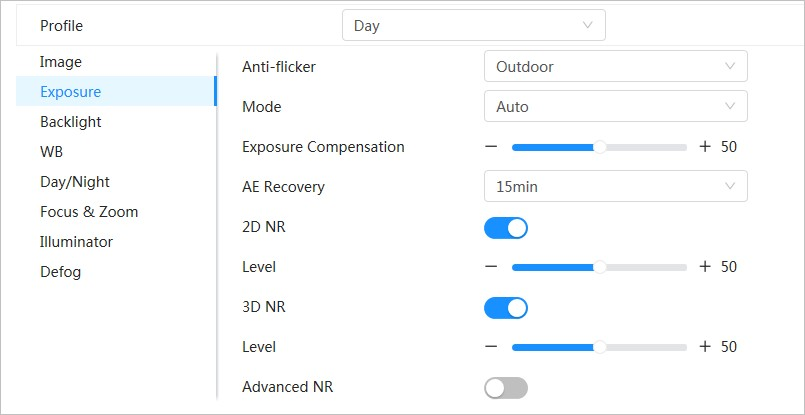 Profile Day
Image
Exposure
Backlight
WB
Day/Night
Focus & Zoom
Illuminator
Defog
Anti-flicker Outdoor
Mode Auto
Exposure Compensation − + 50
AE Recovery 15min
2D NR
Level − + 50
3D NR
Level − + 50
Advanced NR